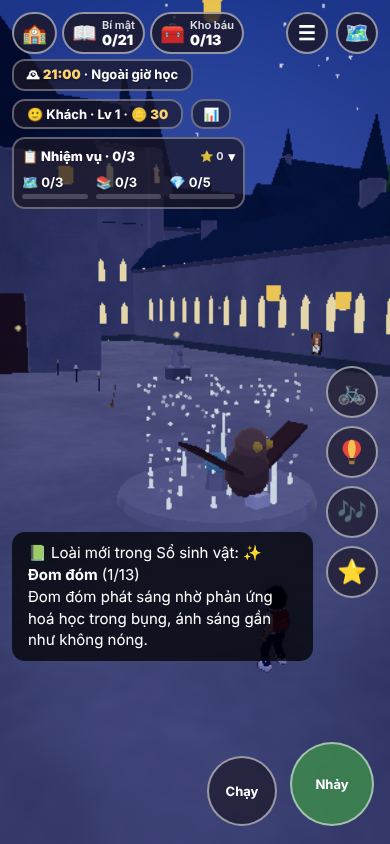 Bí mật
0/21
Kho báu
0/13
21:00 · Ngoài giờ học
Khách · Lv 1 · 30
Nhiệm vụ · 0/3
0 ▾
0/3
0/3
0/5
Loài mới trong Sổ sinh vật:
Đom đóm (1/13)
Đom đóm phát sáng nhờ phản ứng
hoá học trong bụng, ánh sáng gần
như không nóng.
Chạy
Nhảy